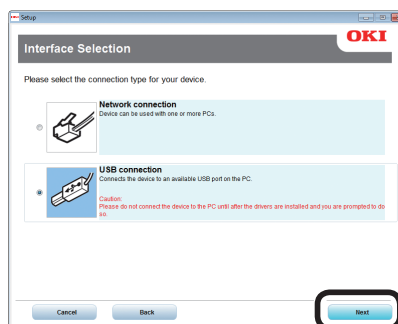 Setup
OKI
Interface Selection
Please select the connection type for your device.
Network connection
Device can be used with one or more PCs.
USB connection
Connects the device to an available USB port on the PC.
Caution:
Please do not connect the device to the PC until after the drivers are installed and you are prompted to do
so.
Cancel Back Next